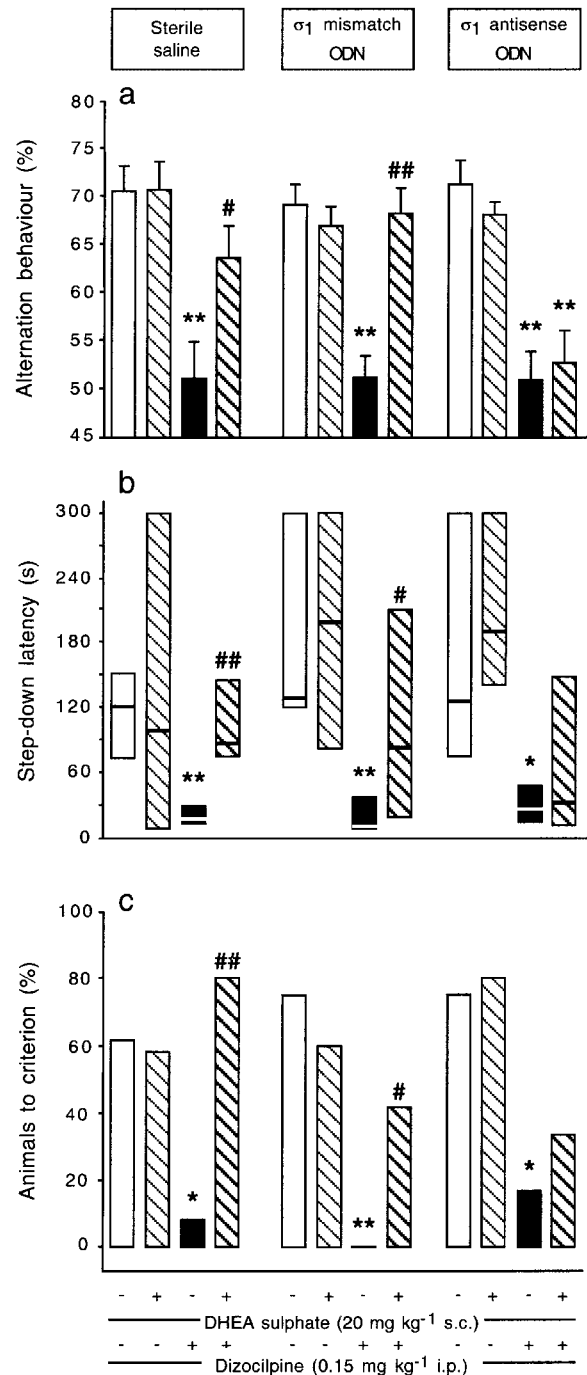 Sterile saline
σ1 mismatch ODN
σ1 antisense ODN
a
Alternation behaviour (%)
80
75
70
65
60
55
50
45
**
#
**
##
**
**
b
Step-down latency (s)
300
240
180
120
60
0
**
##
**
#
*
c
Animals to criterion (%)
100
80
60
40
20
0
*
##
**
#
*
- + - + - + - + - + - +
DHEA sulphate (20 mg kg-1 s.c.)
- - + + - - + + - - + +
Dizocilpine (0.15 mg kg-1 i.p.)